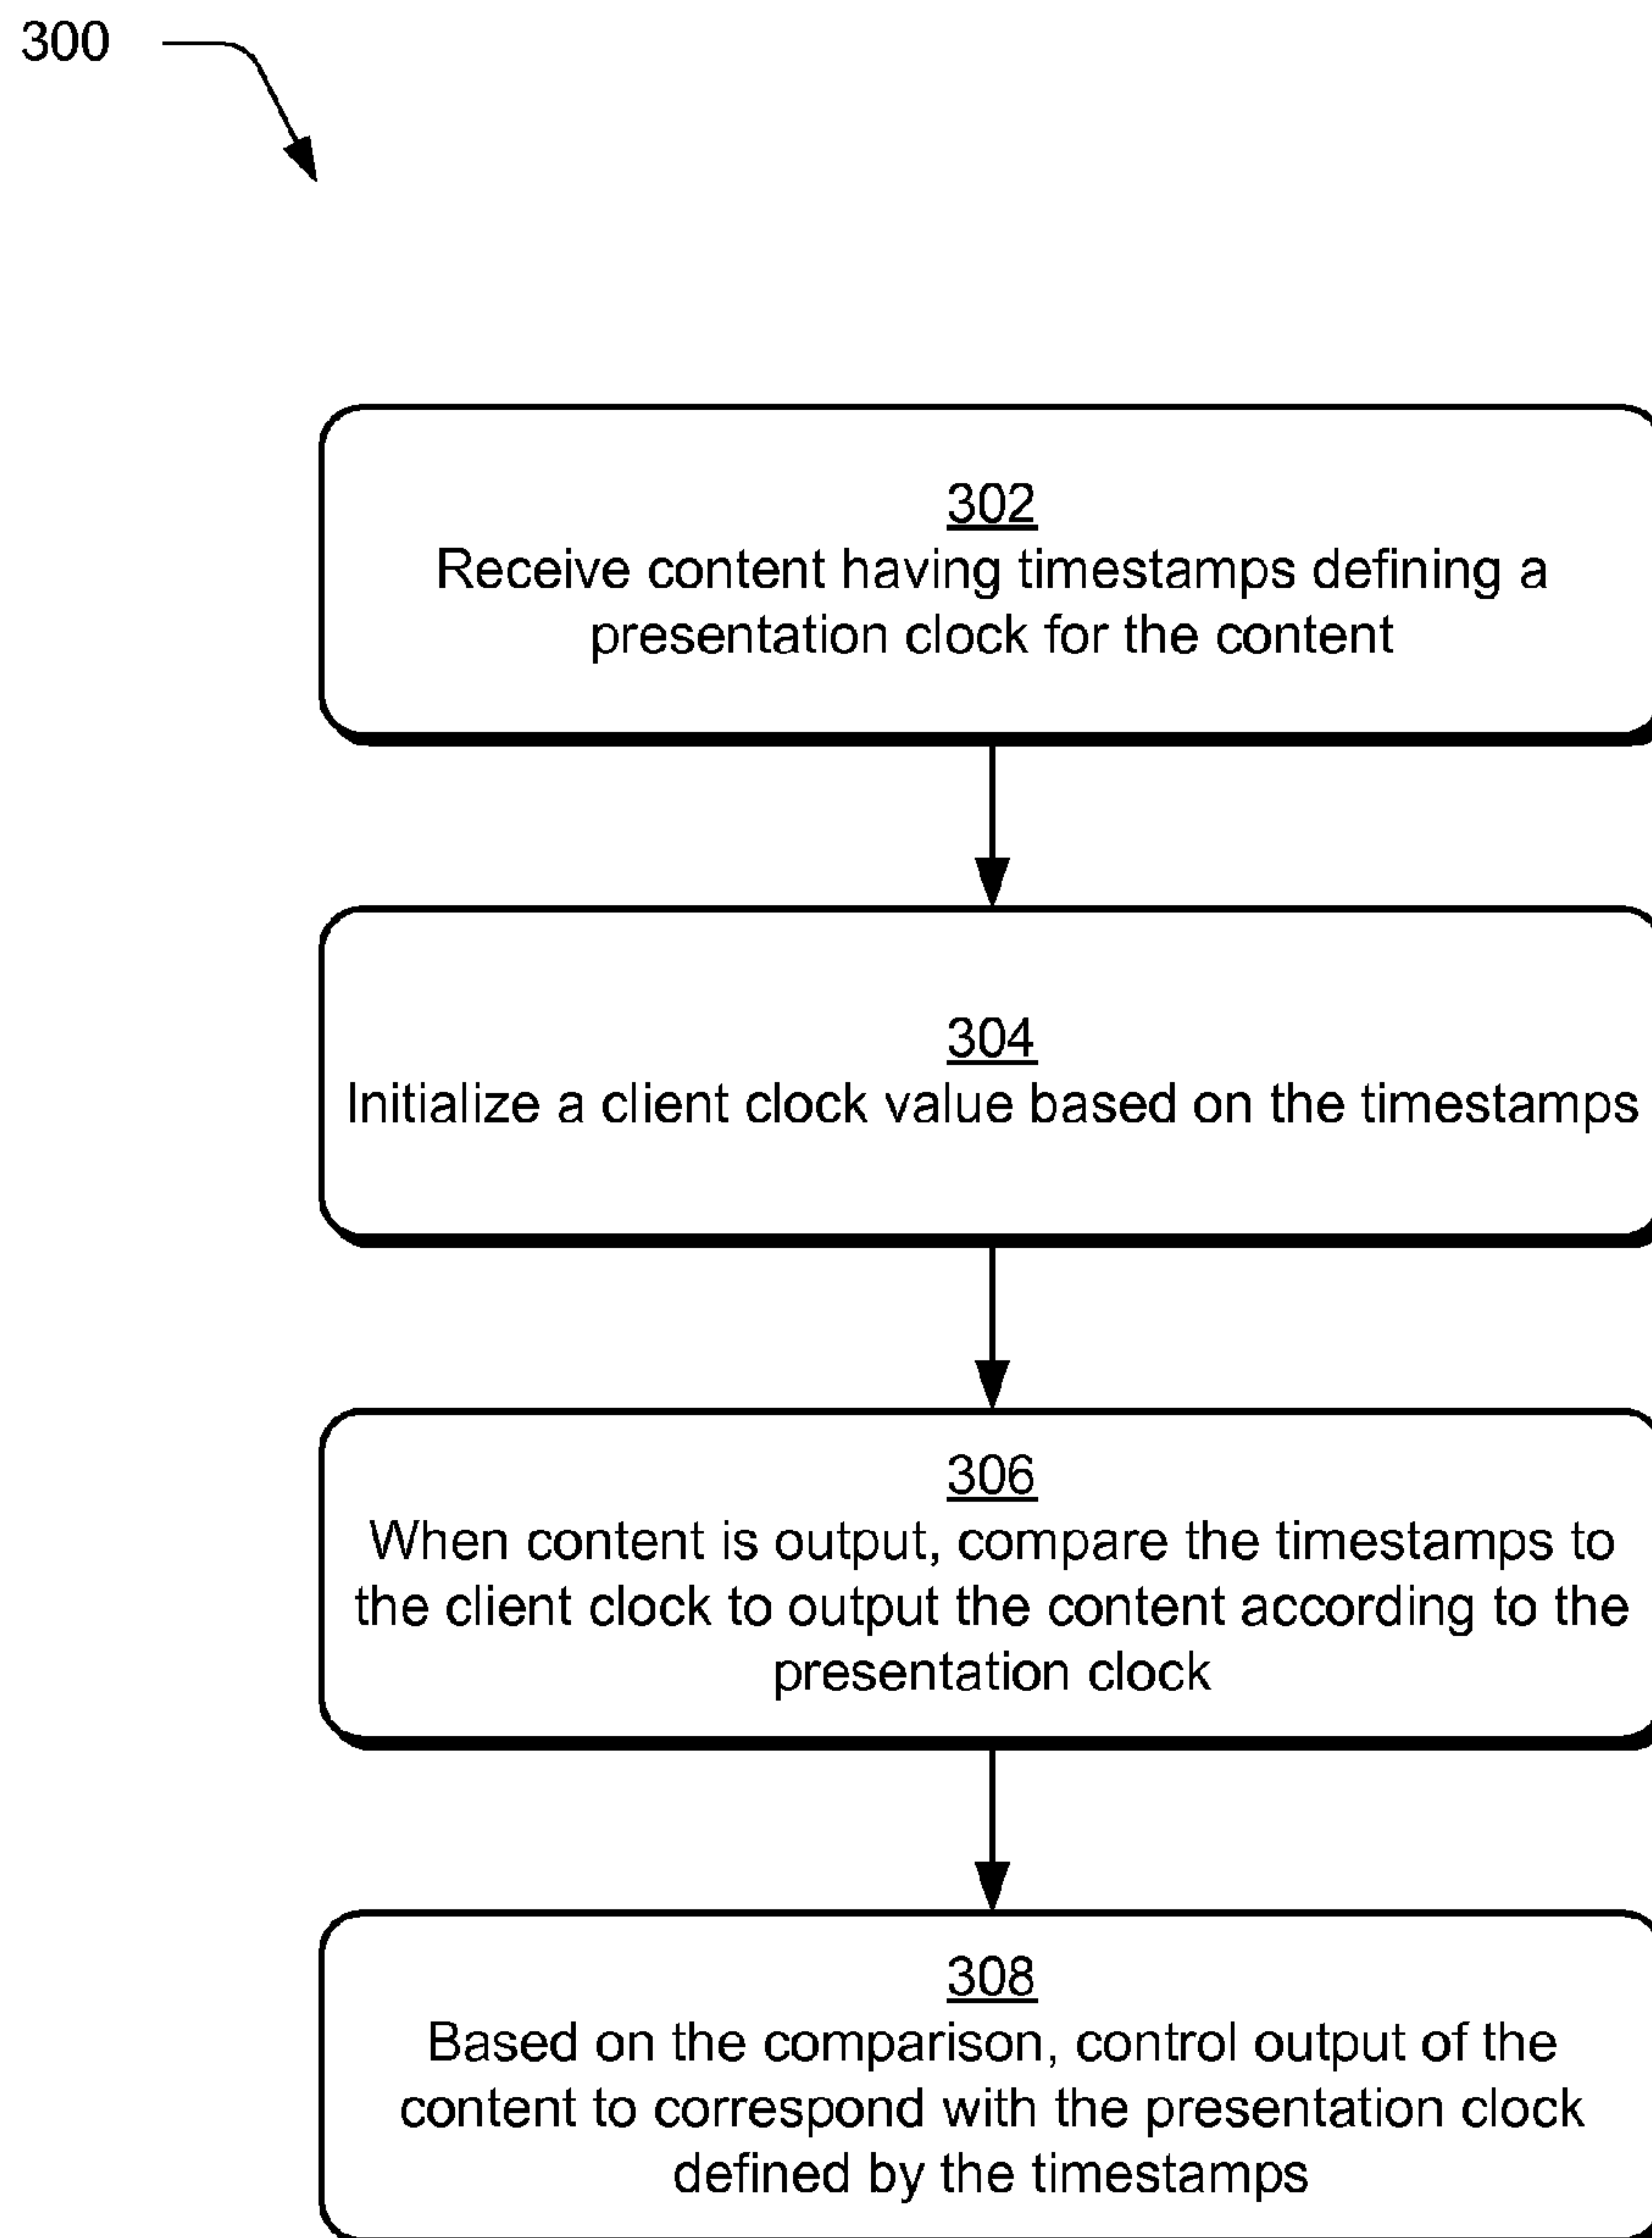 300
302
Receive content having timestamps defining a
presentation clock for the content
304
Initialize a client clock value based on the timestamps
306
When content is output, compare the timestamps to
the client clock to output the content according to the
presentation clock
308
Based on the comparison, control output of the
content to correspond with the presentation clock
defined by the timestamps